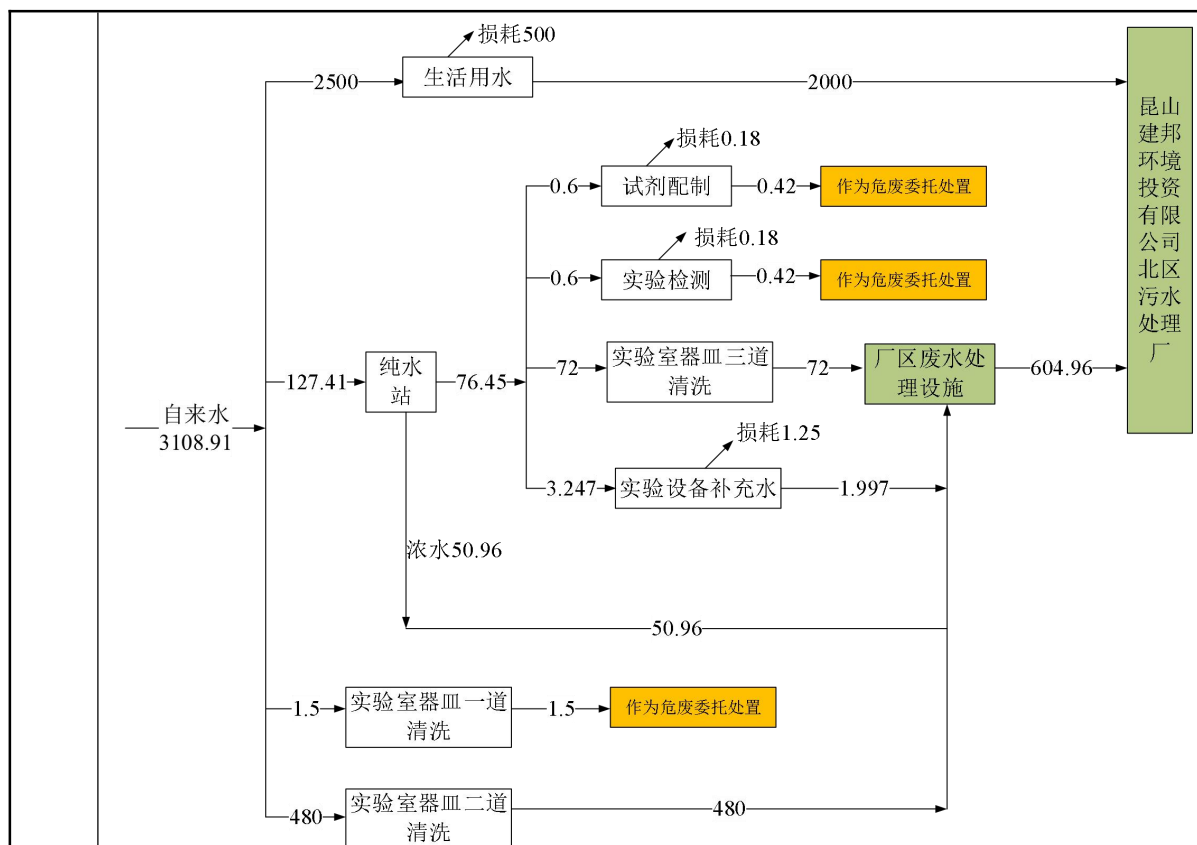 损耗500
生活用水
2500
2000
昆山
建邦
环境
投资
有限
公司
北区
污水
处理
厂
损耗0.18
0.6
试剂配制
0.42
作为危废委托处置
损耗0.18
0.6
实验检测
0.42
作为危废委托处置
127.41
纯水
站
76.45
72
实验室器皿三道
清洗
72
厂区废水处
理设施
604.96
自来水
3108.91
损耗1.25
3.247
实验设备补充水
1.997
浓水50.96
50.96
1.5
实验室器皿一道
清洗
1.5
作为危废委托处置
480
实验室器皿二道
清洗
480